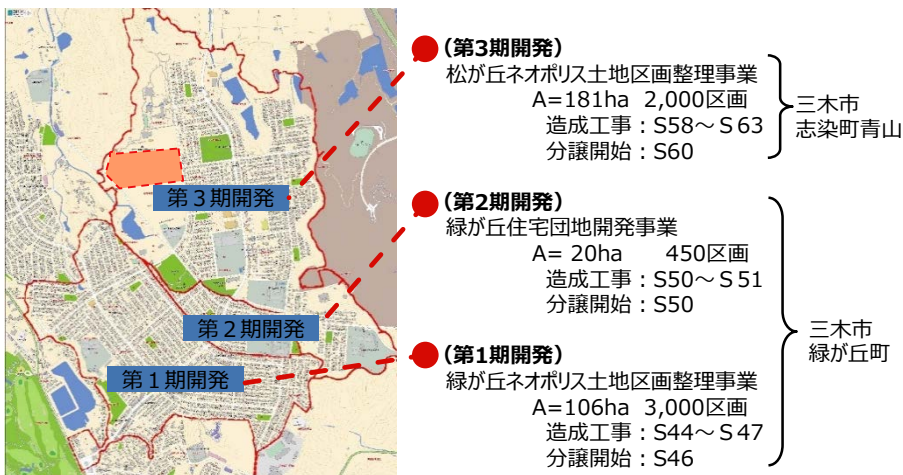 (第3期開発)
松が丘ネオポリス土地区画整理事業
A=181ha 2,000区画
造成工事：S58～S63
分譲開始：S60
三木市
志染町青山
(第2期開発)
緑が丘住宅団地開発事業
A= 20ha 450区画
造成工事：S50～S51
分譲開始：S50
(第1期開発)
緑が丘ネオポリス土地区画整理事業
A=106ha 3,000区画
造成工事：S44～S47
分譲開始：S46
三木市
緑が丘町
第３期開発
第２期開発
第１期開発